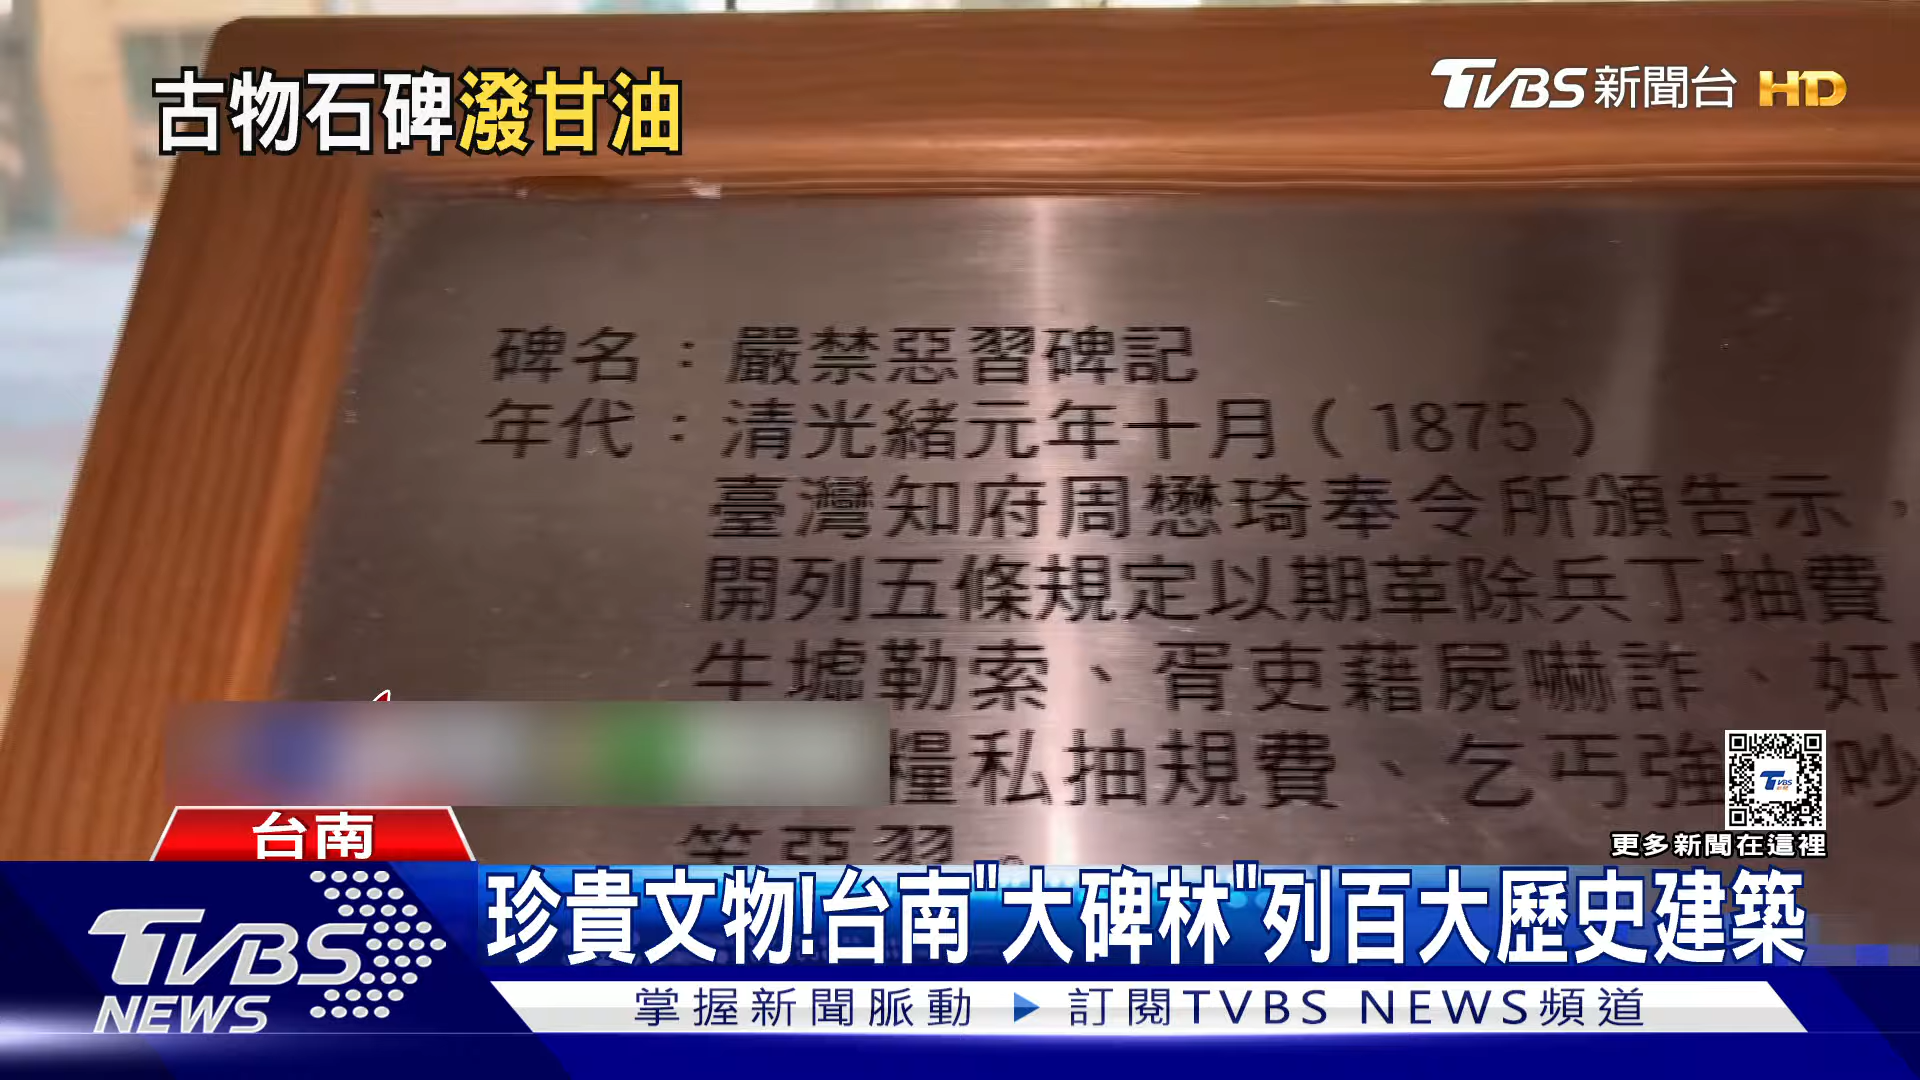 古物石碑潑甘油
TVBS新聞台 HD
碑名：嚴禁惡習碑記
年代：清光緒元年十月（1875）
臺灣知府周懋琦奉令所頒告示，
開列五條規定以期革除兵丁抽費
牛墟勒索、胥吏藉屍嚇詐、奸
糧私抽規費、乞丐強 吵
等惡習。
TVBS
更多新聞在這裡
台南
珍貴文物!台南"大碑林"列百大歷史建築
TVBS NEWS
掌握新聞脈動 ▶ 訂閱TVBS NEWS頻道